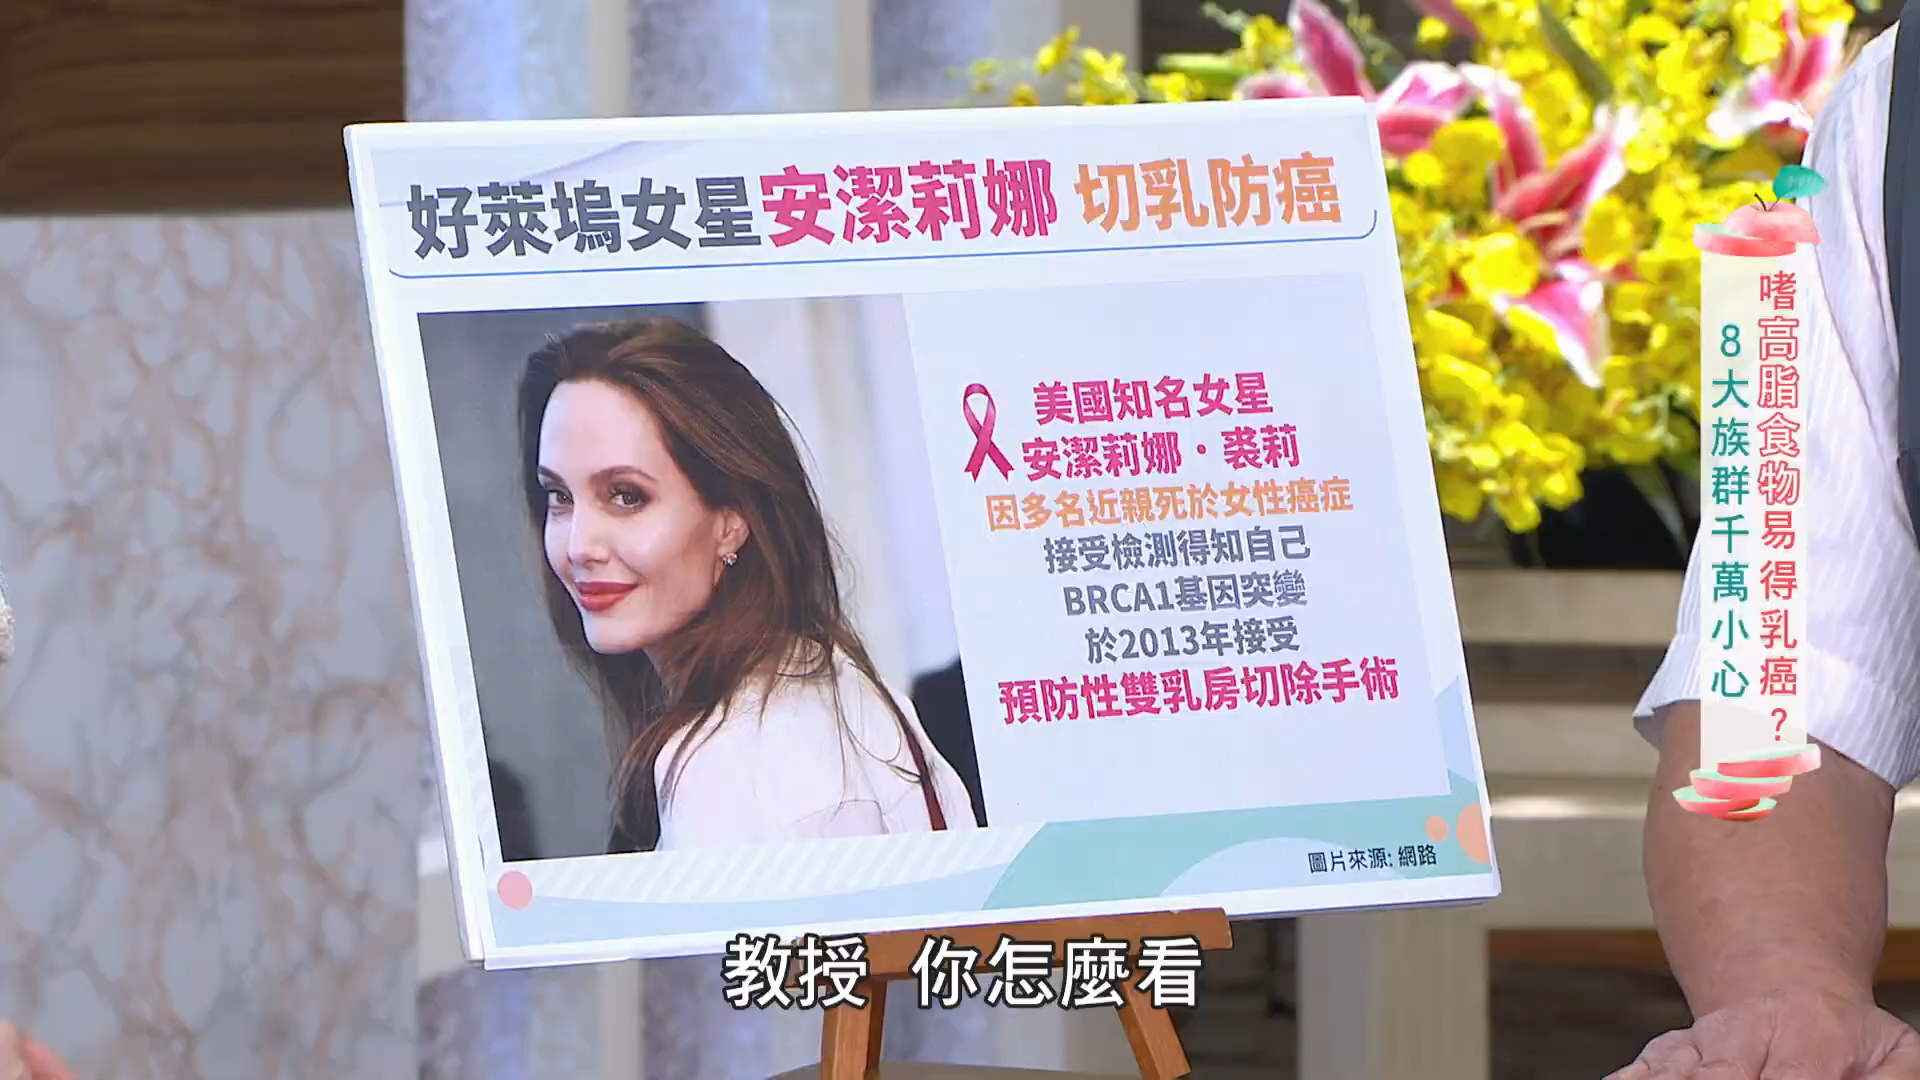 好萊塢女星安潔莉娜 切乳防癌
美國知名女星
安潔莉娜·裘莉
因多名近親死於女性癌症
接受檢測得知自己
BRCA1基因突變
於2013年接受
預防性雙乳房切除手術
圖片來源:網路
嗜高脂食物易得乳癌?
8大族群千萬小心
教授 你怎麼看